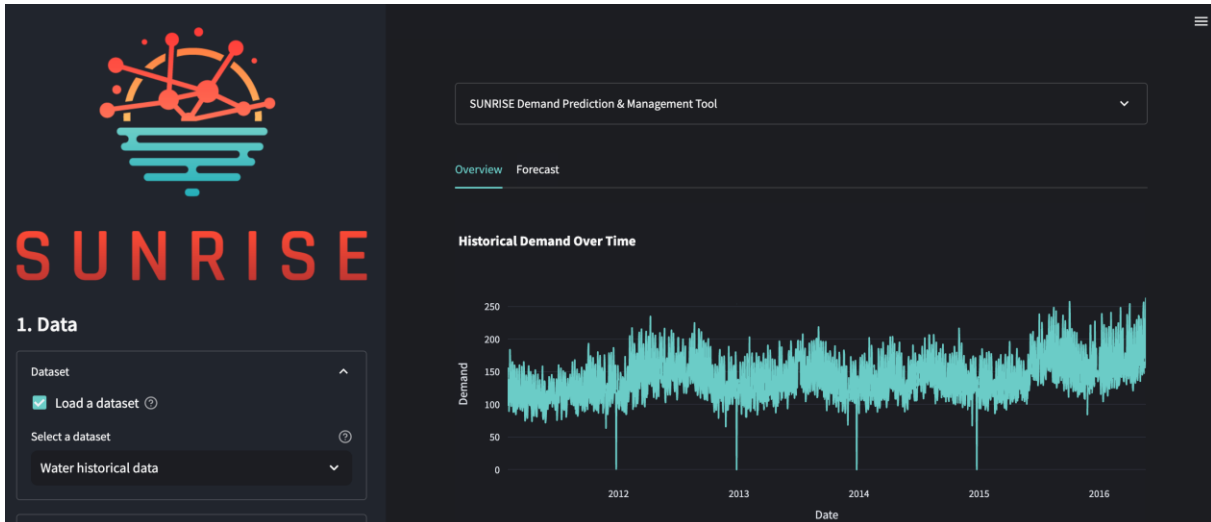 SUNRISE
1. Data
Dataset
Load a dataset
Select a dataset
Water historical data
SUNRISE Demand Prediction & Management Tool
Overview Forecast
Historical Demand Over Time
250
200
150
100
50
0
Demand
2012 2013 2014 2015 2016
Date